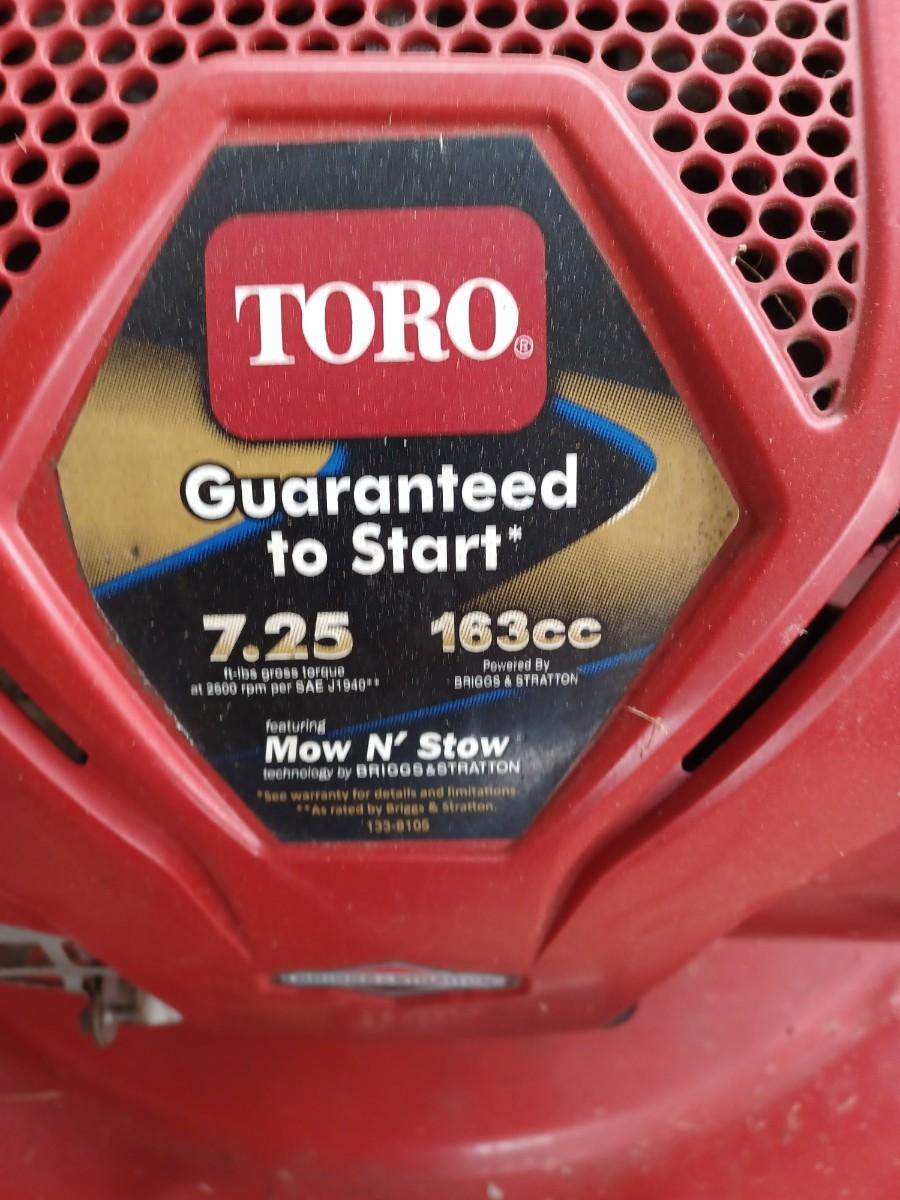 TORO®
Guaranteed
to Start*
7.25 163cc
ft-lbs gross torque Powered By
at 2600 rpm per SAE J1940** BRIGGS & STRATTON
featuring
Mow N' Stow
technology by BRIGGS&STRATTON
*See warranty for details and limitations.
**As rated by Briggs & Stratton.
133-8105